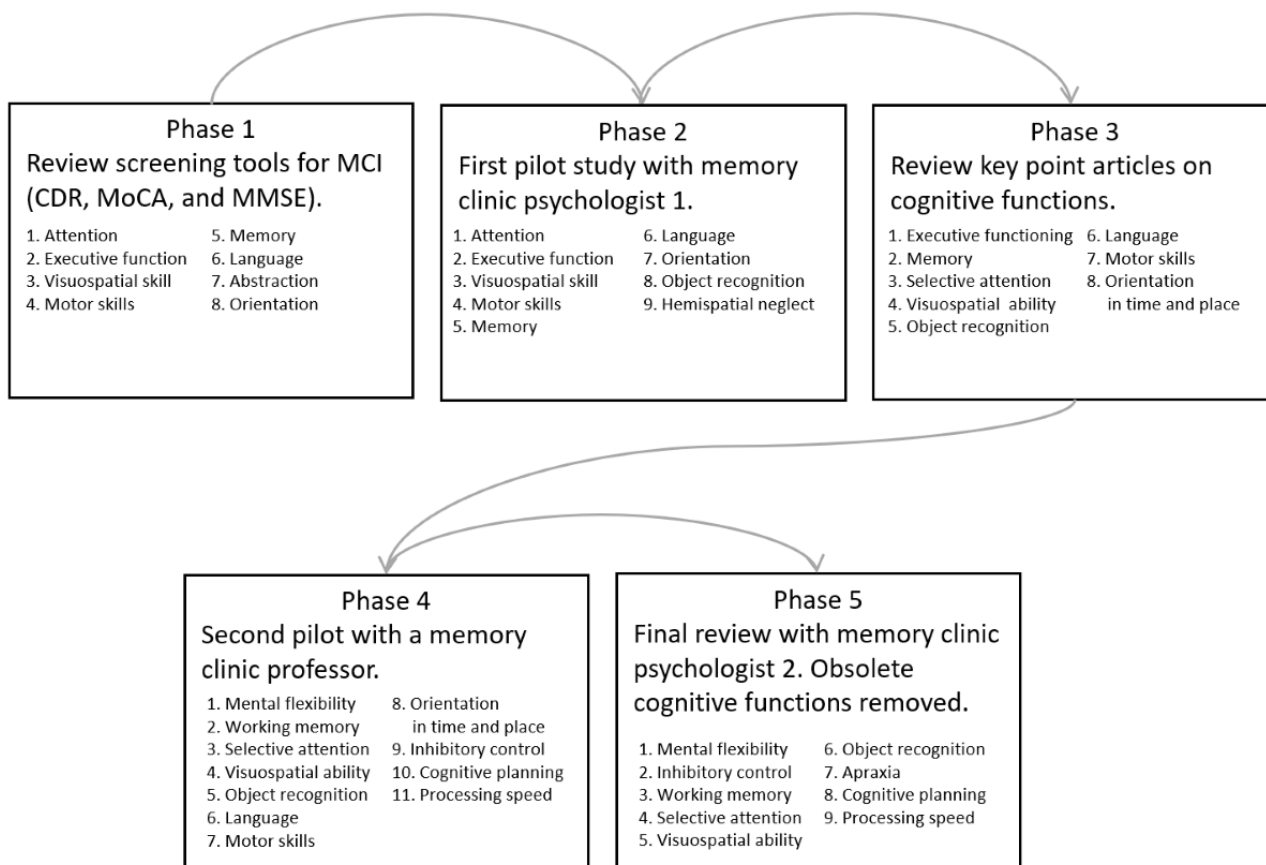 Phase 1
Review screening tools for MCI
(CDR, MoCA, and MMSE).
1. Attention
2. Executive function
3. Visuospatial skill
4. Motor skills
5. Memory
6. Language
7. Abstraction
8. Orientation
Phase 2
First pilot study with memory
clinic psychologist 1.
1. Attention
2. Executive function
3. Visuospatial skill
4. Motor skills
5. Memory
6. Language
7. Orientation
8. Object recognition
9. Hemispatial neglect
Phase 3
Review key point articles on
cognitive functions.
1. Executive functioning
2. Memory
3. Selective attention
4. Visuospatial ability
5. Object recognition
6. Language
7. Motor skills
8. Orientation
in time and place
Phase 4
Second pilot with a memory
clinic professor.
1. Mental flexibility
2. Working memory
3. Selective attention
4. Visuospatial ability
5. Object recognition
6. Language
7. Motor skills
8. Orientation
in time and place
9. Inhibitory control
10. Cognitive planning
11. Processing speed
Phase 5
Final review with memory clinic
psychologist 2. Obsolete
cognitive functions removed.
1. Mental flexibility
2. Inhibitory control
3. Working memory
4. Selective attention
5. Visuospatial ability
6. Object recognition
7. Apraxia
8. Cognitive planning
9. Processing speed